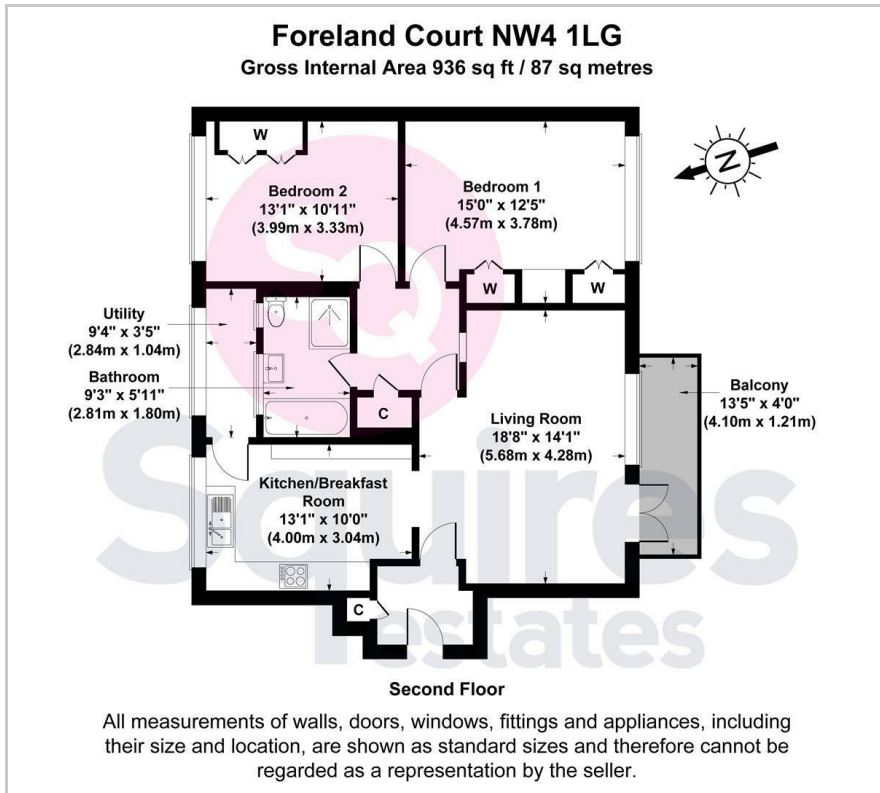 Foreland Court NW4 1LG
Gross Internal Area 936 sq ft / 87 sq metres
W
Bedroom 2
13'1" x 10'11"
(3.99m x 3.33m)
Bedroom 1
15'0" x 12'5"
(4.57m x 3.78m)
N
W
W
Utility
9'4" x 3'5"
(2.84m x 1.04m)
Bathroom
9'3" x 5'11"
(2.81m x 1.80m)
C
Living Room
18'8" x 14'1"
(5.68m x 4.28m)
Balcony
13'5" x 4'0"
(4.10m x 1.21m)
Kitchen/Breakfast
Room
13'1" x 10'0"
(4.00m x 3.04m)
C
SQ
Squires
estates
Second Floor
All measurements of walls, doors, windows, fittings and appliances, including
their size and location, are shown as standard sizes and therefore cannot be
regarded as a representation by the seller.